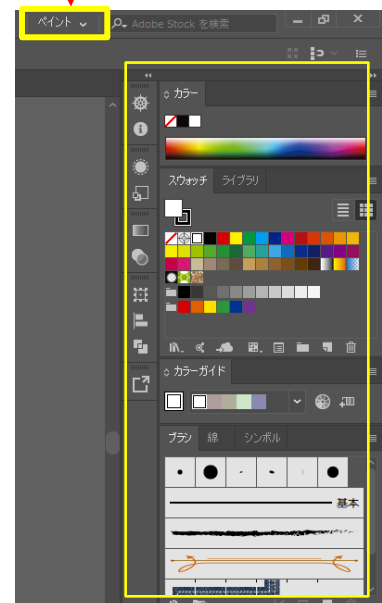 ペイント
Adobe Stock を検索
カラー
スウォッチ ライブラリ
カラーガイド
ブラシ 線 シンボル
基本